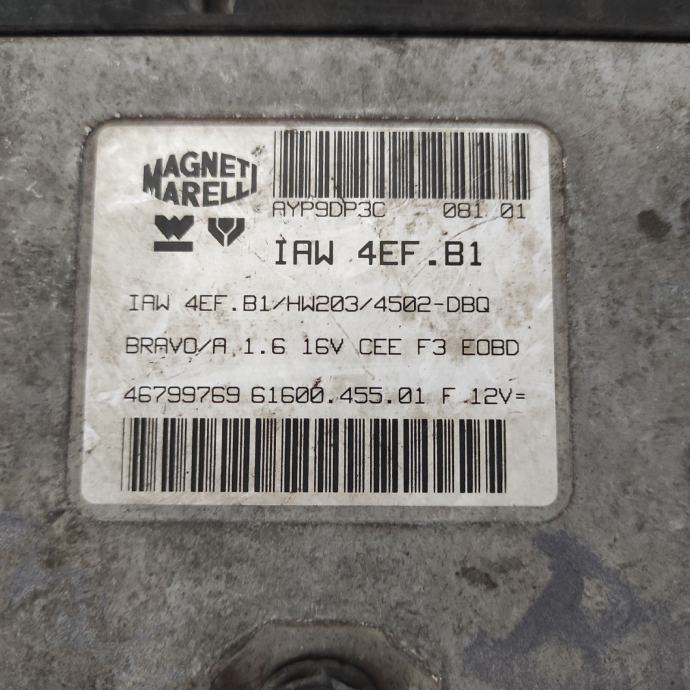 MAGNETI
MARELLI
AYP9DP3C 081 01
IAW 4EF.B1
IAW 4EF.B1/HW203/4502-DBQ
BRAVO/A 1.6 16V CEE F3 EOBD
46799769 61600.455.01 F 12V=